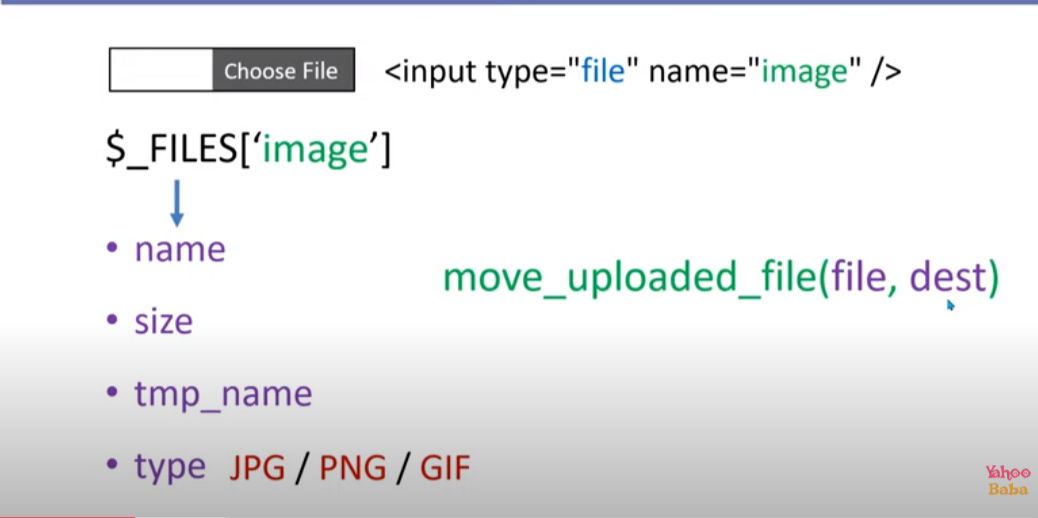 Choose File <input type="file" name="image" />
$_FILES[‘image’]
• name
move_uploaded_file(file, dest)
• size
• tmp_name
• type JPG / PNG / GIF
Yahoo
Baba